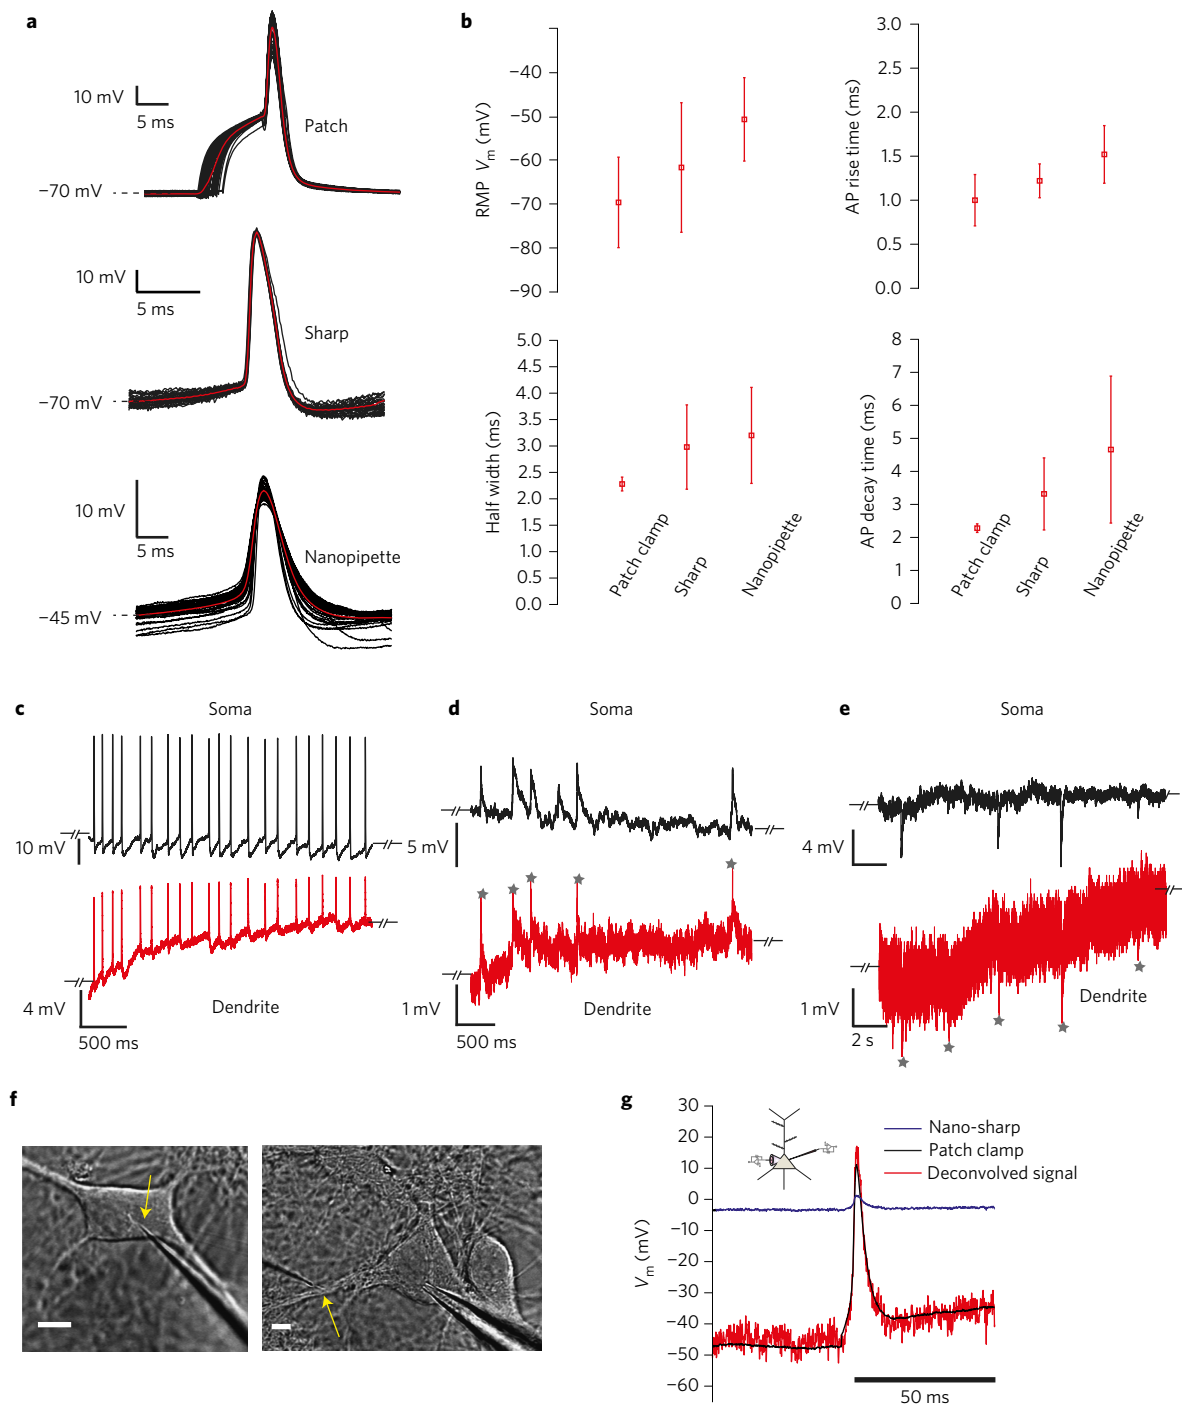 a
10 mV
5 ms
Patch
−70 mV
10 mV
5 ms
Sharp
−70 mV
10 mV
5 ms
Nanopipette
−45 mV
b
RMP Vm (mV)
−40
−50
−60
−70
−80
−90
AP rise time (ms)
3.0
2.5
2.0
1.5
1.0
0.5
0.0
Half width (ms)
5.0
4.5
4.0
3.5
3.0
2.5
2.0
1.5
1.0
0.5
0.0
Patch clamp
Sharp
Nanopipette
AP decay time (ms)
8
7
6
5
4
3
2
1
0
Patch clamp
Sharp
Nanopipette
c
Soma
10 mV
4 mV
Dendrite
500 ms
d
Soma
5 mV
1 mV
Dendrite
500 ms
e
Soma
4 mV
1 mV
Dendrite
2 s
f
g
30
20
10
0
−10
−20
−30
−40
−50
−60
Vm (mV)
Nano-sharp
Patch clamp
Deconvolved signal
50 ms